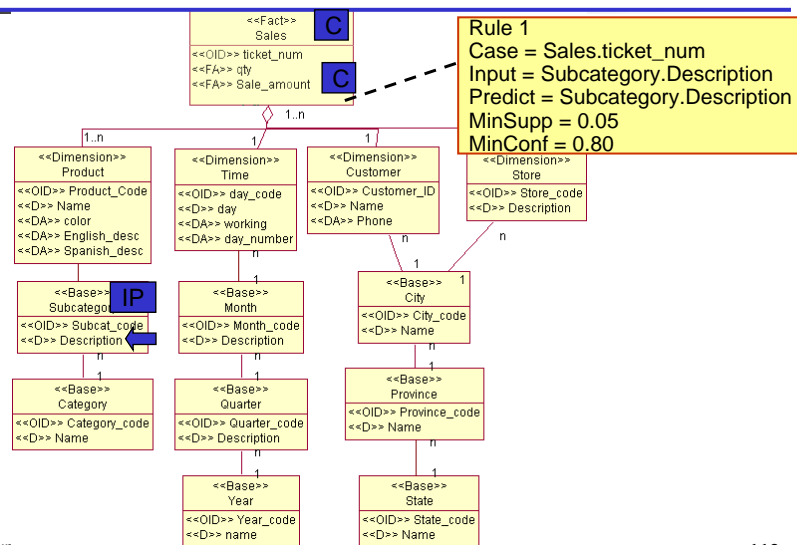 <<Fact>>
Sales
C
<<OID>> ticket_num
<<FA>> qty
<<FA>> Sale_amount
C
Rule 1
Case = Sales.ticket_num
Input = Subcategory.Description
Predict = Subcategory.Description
MinSupp = 0.05
MinConf = 0.80
1..n
1..n
1
1
<<Dimension>>
Product
<<OID>> Product_Code
<<D>> Name
<<DA>> color
<<DA>> English_desc
<<DA>> Spanish_desc
<<Dimension>>
Time
<<OID>> day_code
<<D>> day
<<DA>> working
<<DA>> day_number
n
<<Dimension>>
Customer
<<OID>> Customer_ID
<<D>> Name
<<DA>> Phone
n
<<Dimension>>
Store
<<OID>> Store_code
<<D>> Description
n
<<Base>>
Subcategor
IP
<<OID>> Subcat_code
<<D>> Description
n
1
<<Base>>
Month
<<OID>> Month_code
<<D>> Description
n
1
1
<<Base>>
City
<<OID>> City_code
<<D>> Name
n
1
<<Base>>
Category
<<OID>> Category_code
<<D>> Name
1
<<Base>>
Quarter
<<OID>> Quarter_code
<<D>> Description
n
1
<<Base>>
Province
<<OID>> Province_code
<<D>> Name
n
1
<<Base>>
Year
<<OID>> Year_code
<<D>> name
1
<<Base>>
State
<<OID>> State_code
<<D>> Name